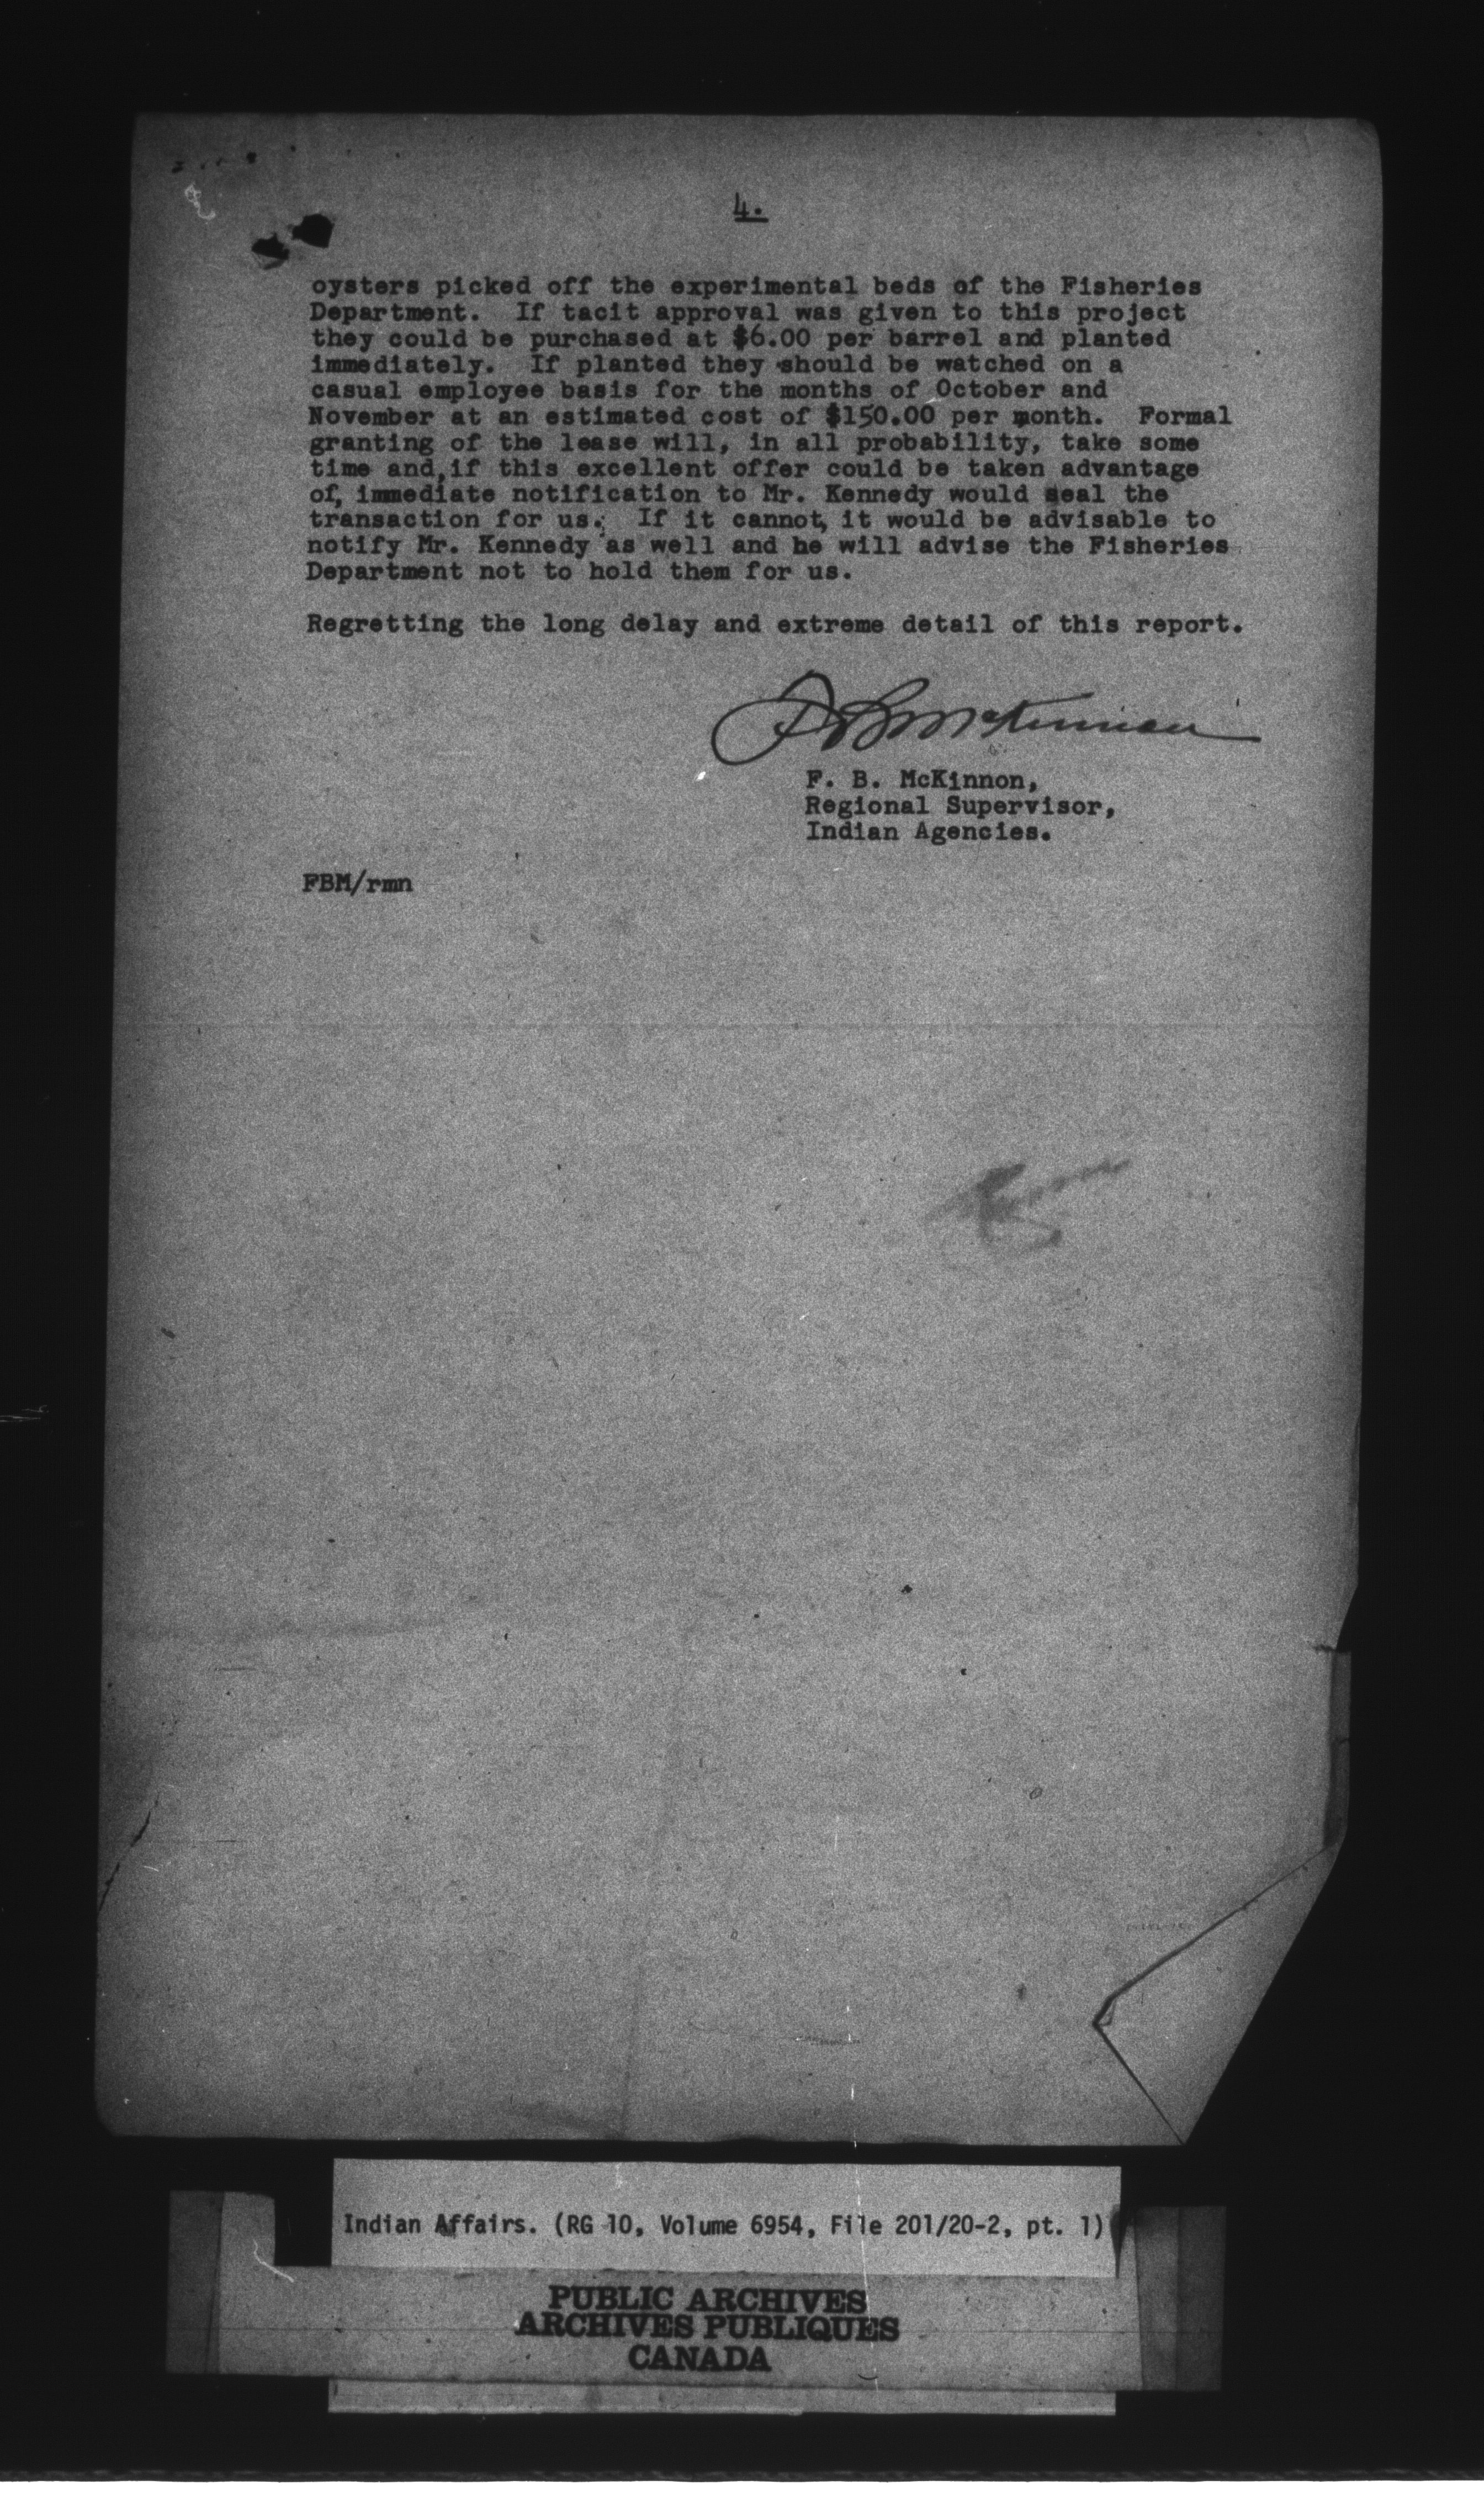 4.
oysters picked off the experimental beds of the Fisheries
Department. If tacit approval was given to this project
they could be purchased at $6.00 per barrel and planted
immediately. If planted they should be watched on a
casual employee basis for the months of October and
November at an estimated cost of $150.00 per month. Formal
granting of the lease will, in all probability, take some
time and, if this excellent offer could be taken advantage
of, immediate notification to Mr. Kennedy would seal the
transaction for us. If it cannot, it would be advisable to
notify Mr. Kennedy as well and he will advise the Fisheries
Department not to hold them for us.
Regretting the long delay and extreme detail of this report.
F B McKinnon
F. B. McKinnon,
Regional Supervisor,
Indian Agencies.
FBM/rmn
Indian Affairs. (RG 10, Volume 6954, File 201/20-2, pt. 1)
PUBLIC ARCHIVES
ARCHIVES PUBLIQUES
CANADA